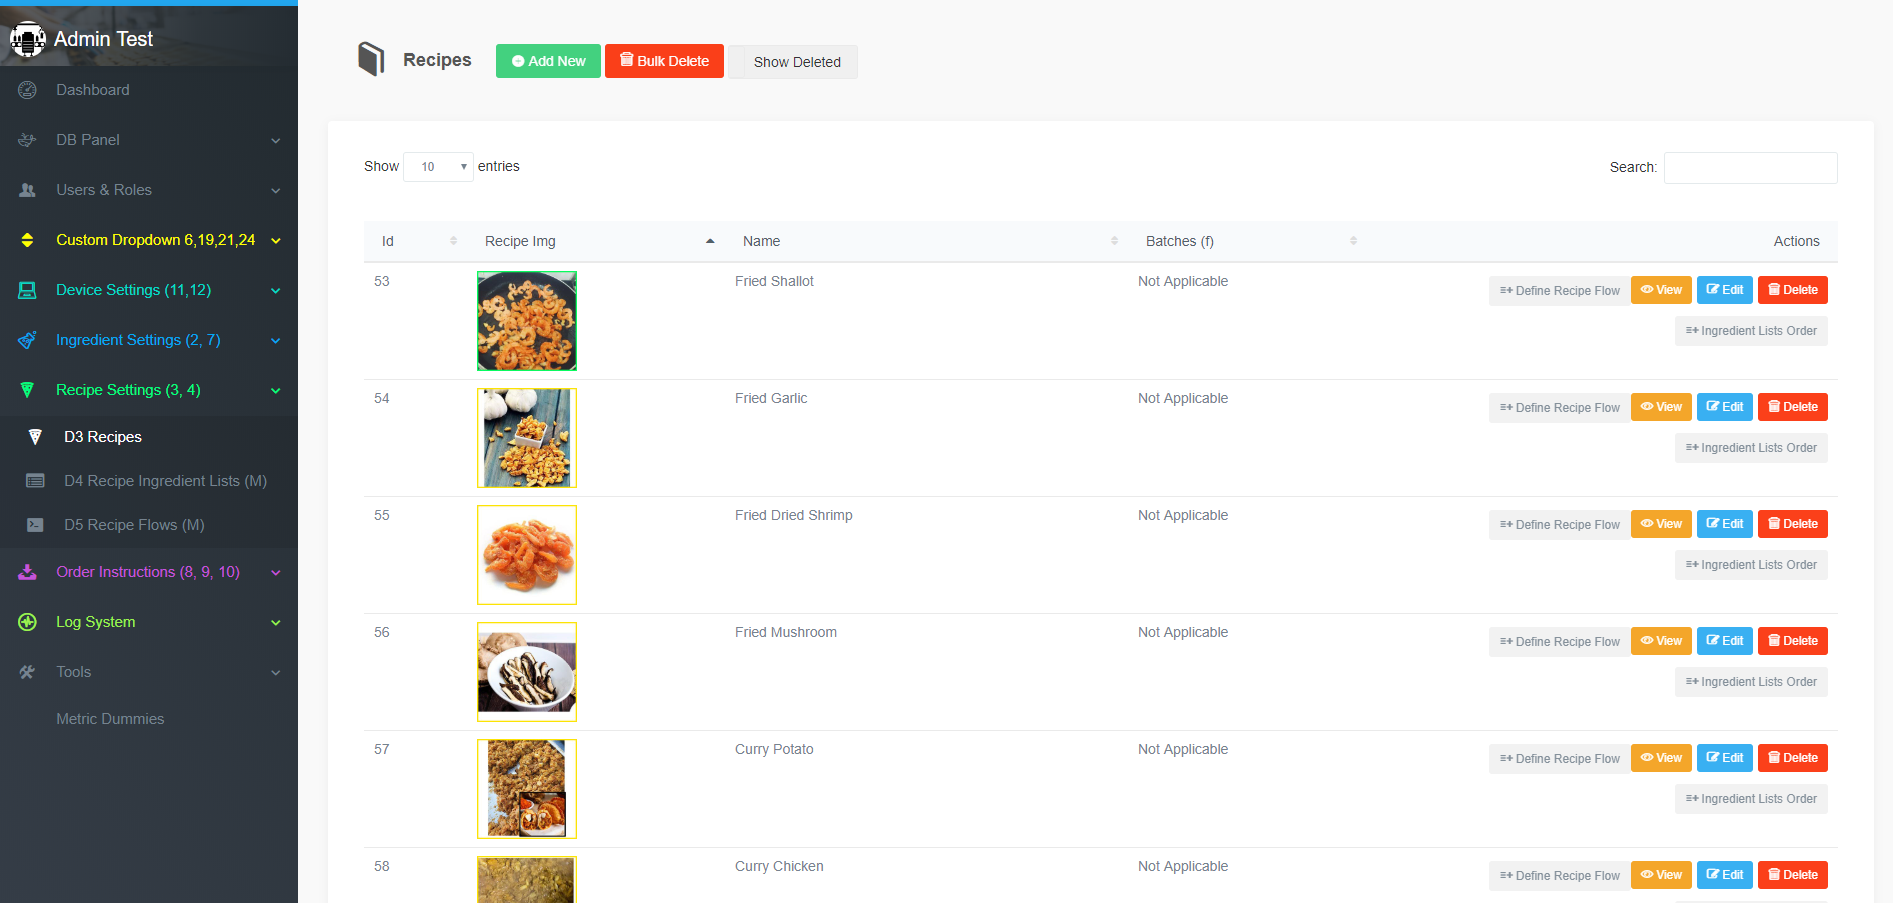 Admin Test
Dashboard
DB Panel
Users & Roles
Custom Dropdown 6,19,21,24
Device Settings (11,12)
Ingredient Settings (2, 7)
Recipe Settings (3, 4)
D3 Recipes
D4 Recipe Ingredient Lists (M)
D5 Recipe Flows (M)
Order Instructions (8, 9, 10)
Log System
Tools
Metric Dummies
Recipes Add New Bulk Delete Show Deleted
Show 10 entries Search:
Id Recipe Img Name Batches (f) Actions
53 Fried Shallot Not Applicable Define Recipe Flow View Edit Delete
Ingredient Lists Order
54 Fried Garlic Not Applicable Define Recipe Flow View Edit Delete
Ingredient Lists Order
55 Fried Dried Shrimp Not Applicable Define Recipe Flow View Edit Delete
Ingredient Lists Order
56 Fried Mushroom Not Applicable Define Recipe Flow View Edit Delete
Ingredient Lists Order
57 Curry Potato Not Applicable Define Recipe Flow View Edit Delete
Ingredient Lists Order
58 Curry Chicken Not Applicable Define Recipe Flow View Edit Delete